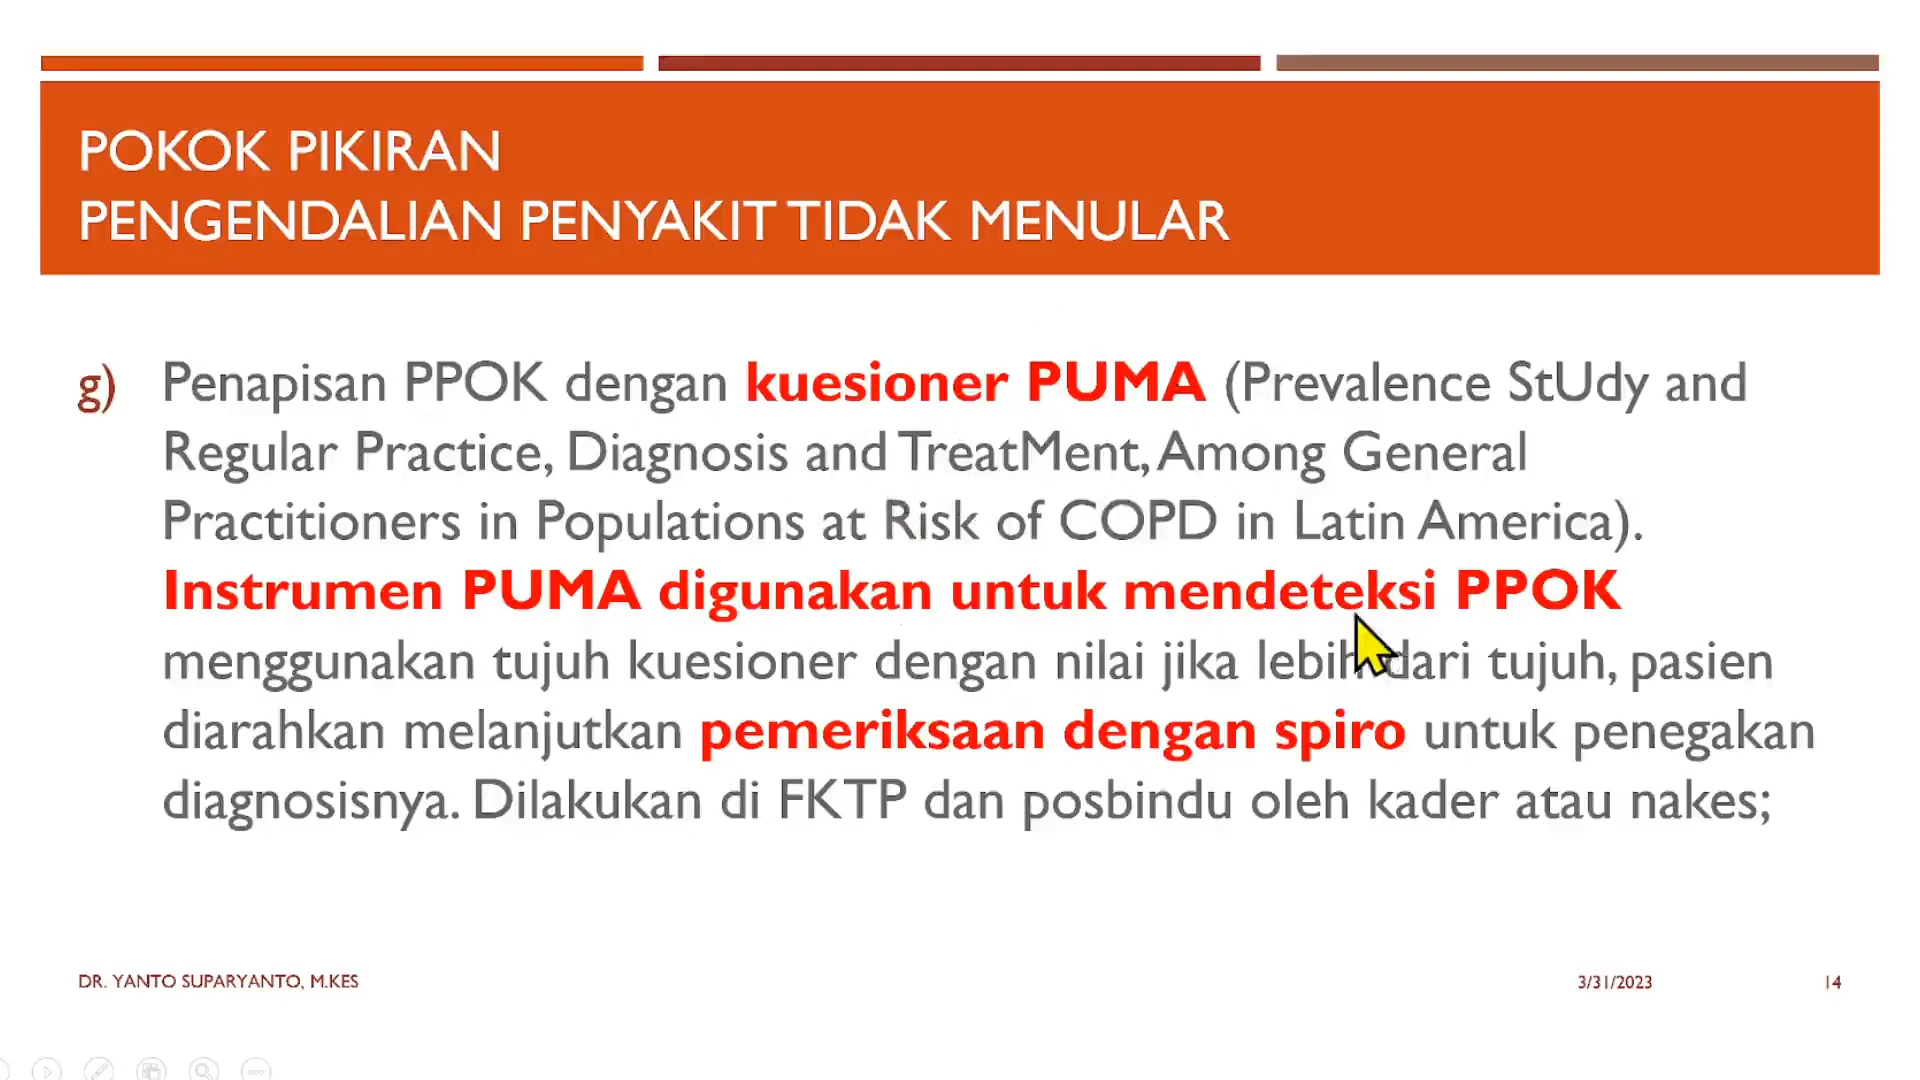 POKOK PIKIRAN
PENGENDALIAN PENYAKIT TIDAK MENULAR
g) Penapisan PPOK dengan kuesioner PUMA (Prevalence StUdy and
Regular Practice, Diagnosis and TreatMent, Among General
Practitioners in Populations at Risk of COPD in Latin America).
Instrumen PUMA digunakan untuk mendeteksi PPOK
menggunakan tujuh kuesioner dengan nilai jika lebih dari tujuh, pasien
diarahkan melanjutkan pemeriksaan dengan spiro untuk penegakan
diagnosisnya. Dilakukan di FKTP dan posbindu oleh kader atau nakes;
DR. YANTO SUPARYANTO, M.KES
3/31/2023
14